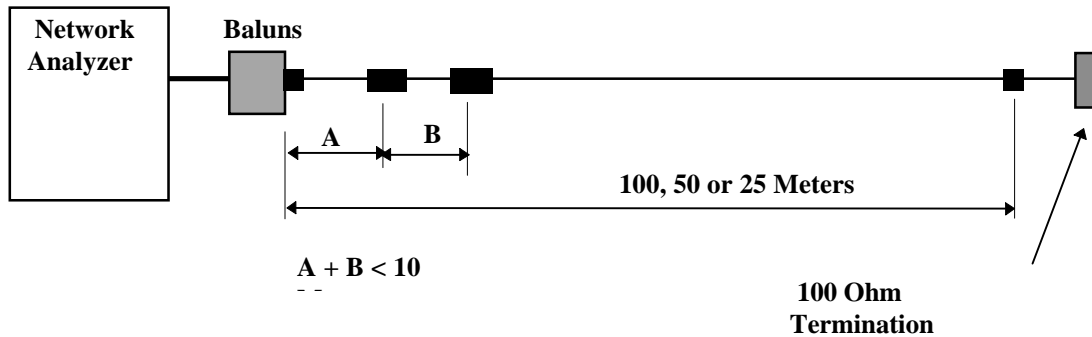 Network
Analyzer
Baluns
A
B
100, 50 or 25 Meters
A + B < 10
100 Ohm
Termination